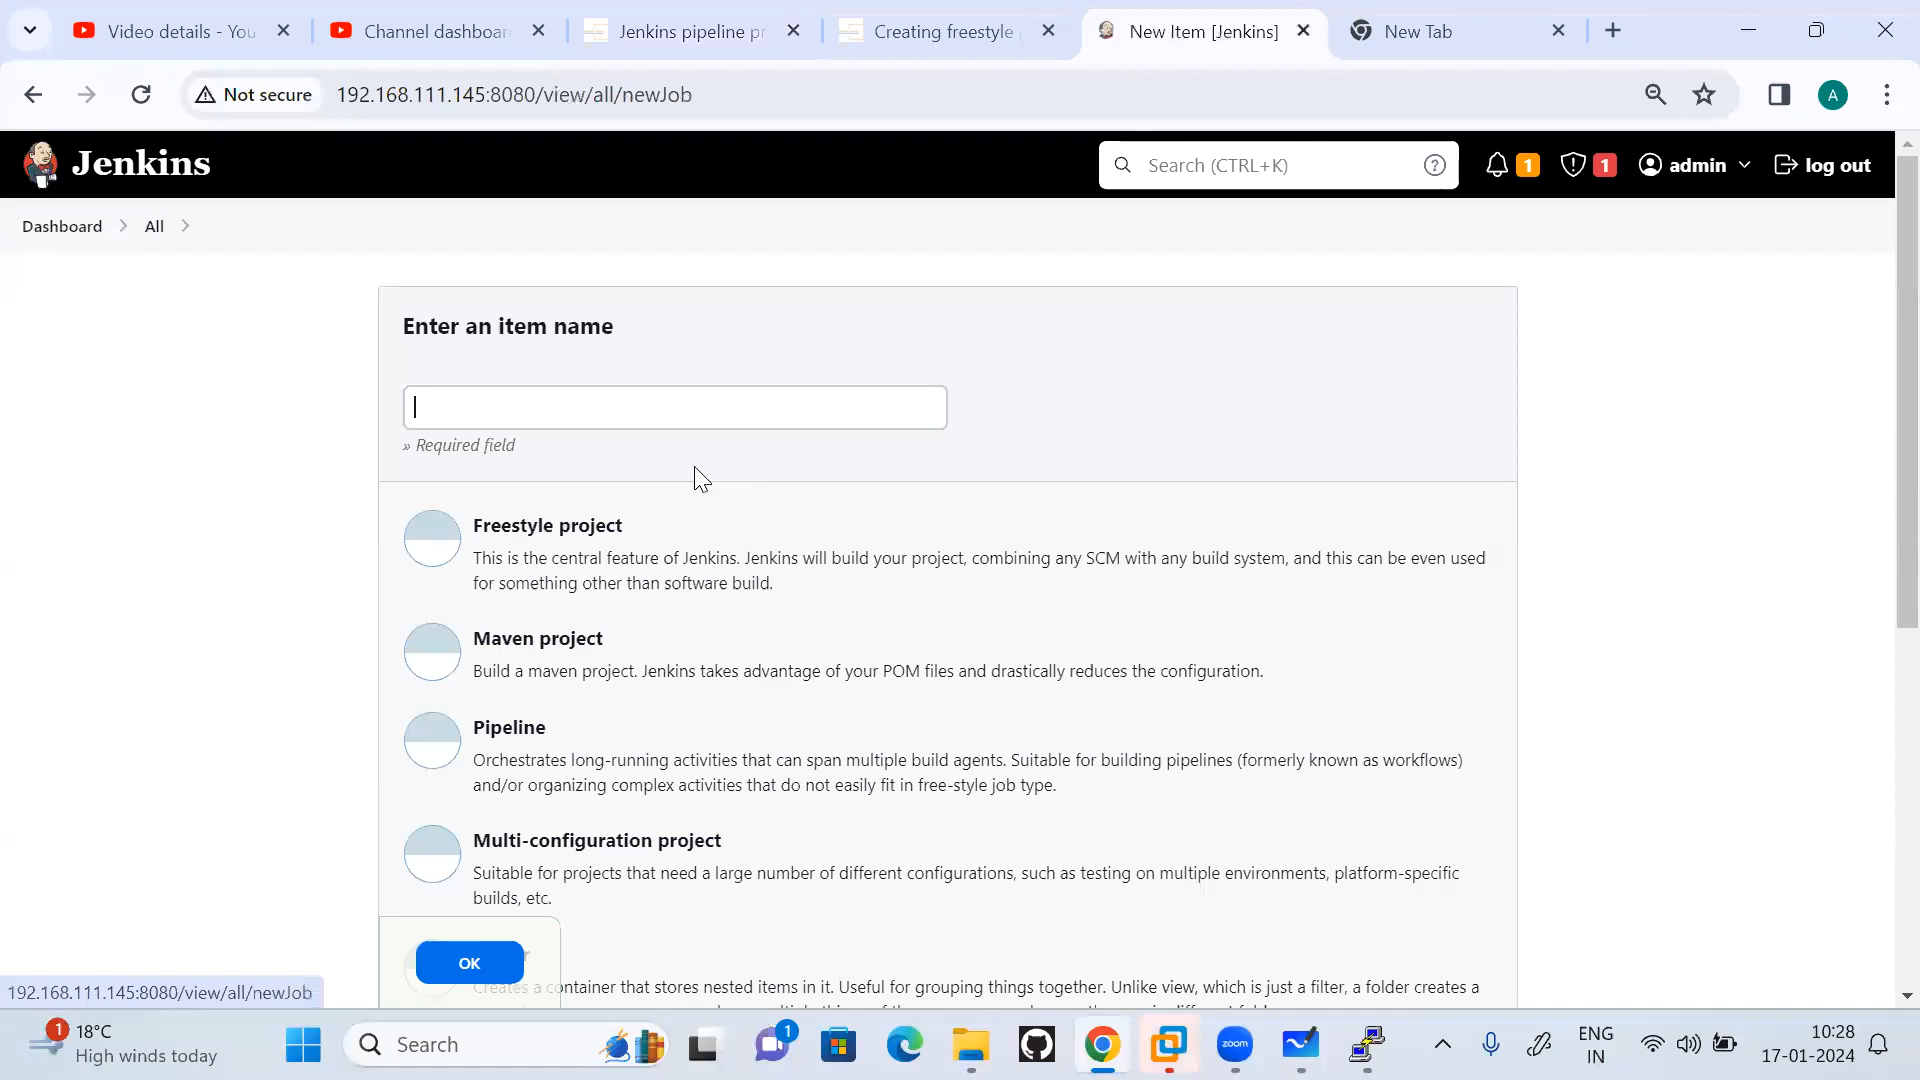 Video details - You
Channel dashboar
Jenkins pipeline pr
Creating freestyle
New Item [Jenkins]
New Tab
Not secure
192.168.111.145:8080/view/all/newJob
A
Jenkins
Search (CTRL+K)
?
1
1
admin
log out
Dashboard
All
Enter an item name
» Required field
Freestyle project
This is the central feature of Jenkins. Jenkins will build your project, combining any SCM with any build system, and this can be even used
for something other than software build.
Maven project
Build a maven project. Jenkins takes advantage of your POM files and drastically reduces the configuration.
Pipeline
Orchestrates long-running activities that can span multiple build agents. Suitable for building pipelines (formerly known as workflows)
and/or organizing complex activities that do not easily fit in free-style job type.
Multi-configuration project
Suitable for projects that need a large number of different configurations, such as testing on multiple environments, platform-specific
builds, etc.
OK
Creates a container that stores nested items in it. Useful for grouping things together. Unlike view, which is just a filter, a folder creates a
192.168.111.145:8080/view/all/newJob
1
18°C
High winds today
Search
1
zoom
ENG
IN
10:28
17-01-2024